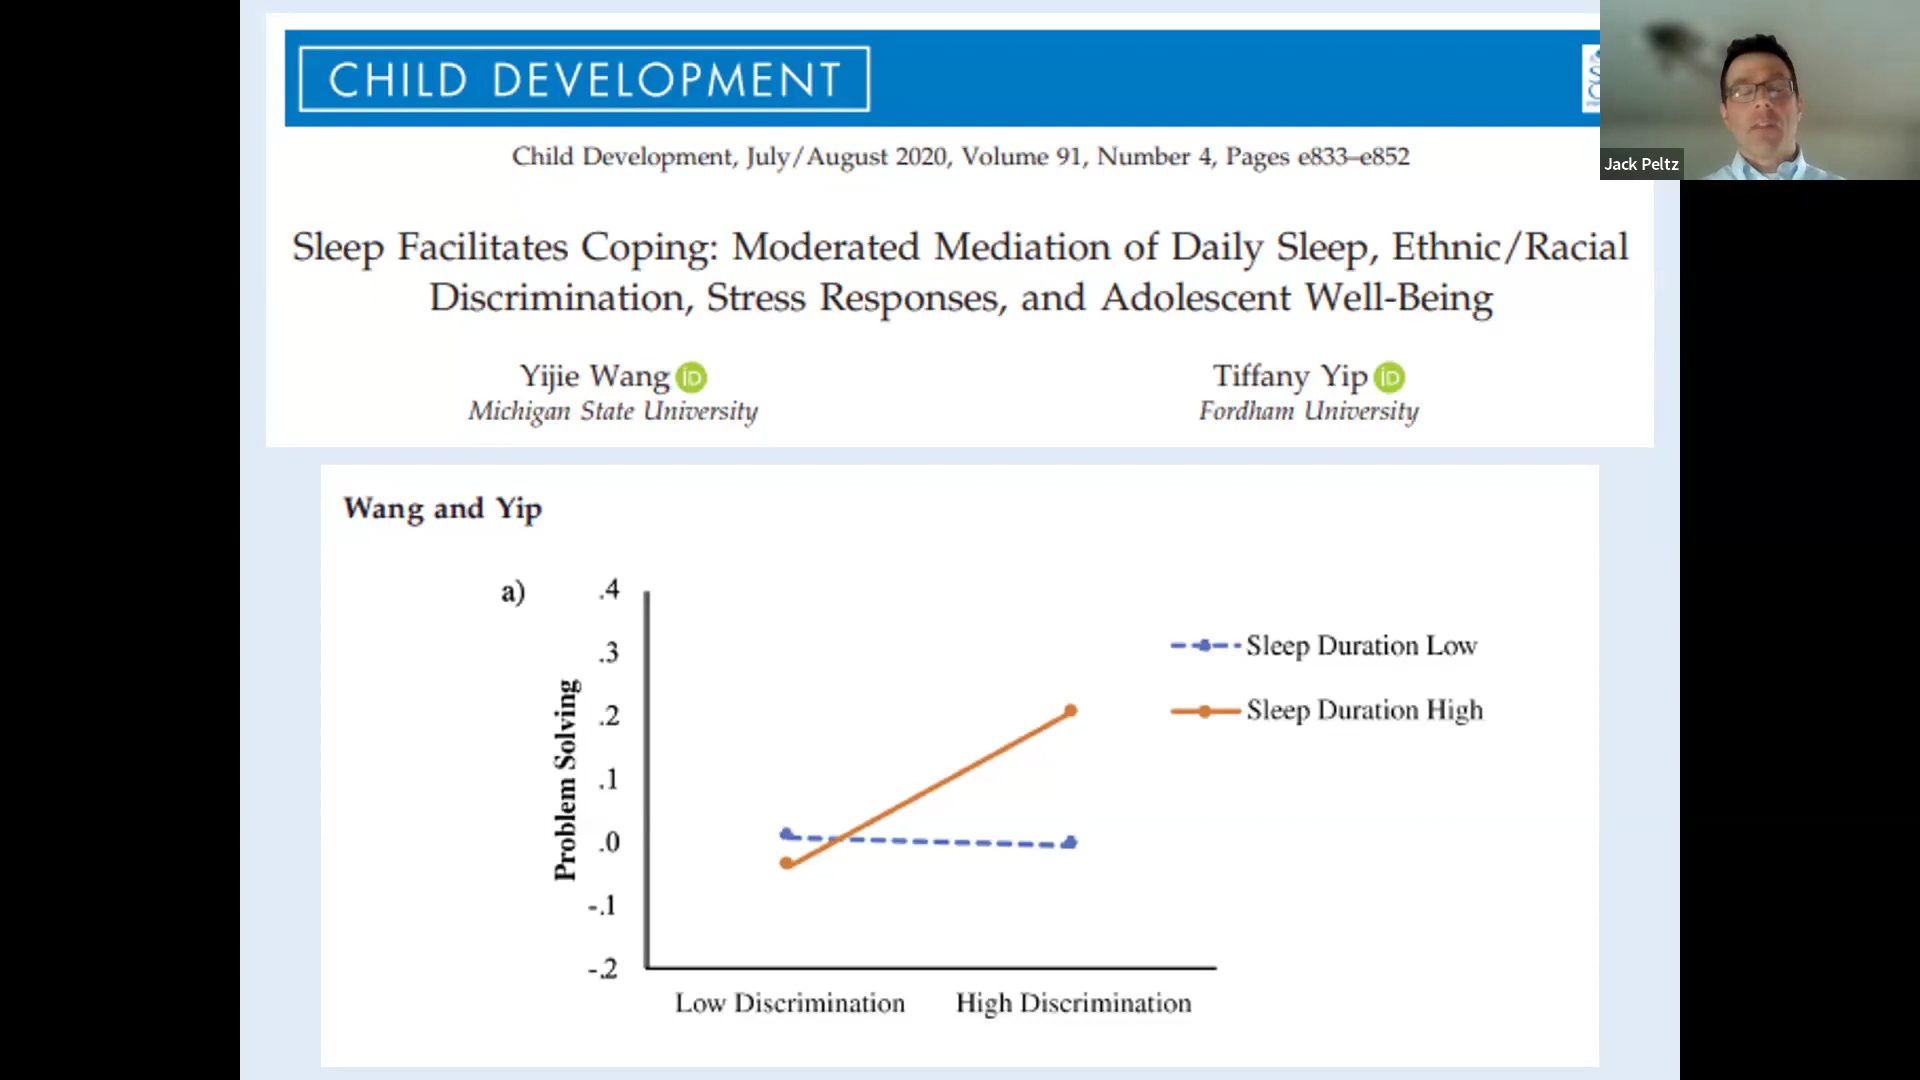 CHILD DEVELOPMENT
Jack Peltz
Child Development, July/August 2020, Volume 91, Number 4, Pages e833–e852
Sleep Facilitates Coping: Moderated Mediation of Daily Sleep, Ethnic/Racial
Discrimination, Stress Responses, and Adolescent Well-Being
Yijie Wang iD
Michigan State University
Tiffany Yip iD
Fordham University
Wang and Yip
a)
Problem Solving
.4
.3
.2
.1
.0
-.1
-.2
Low Discrimination High Discrimination
Sleep Duration Low
Sleep Duration High